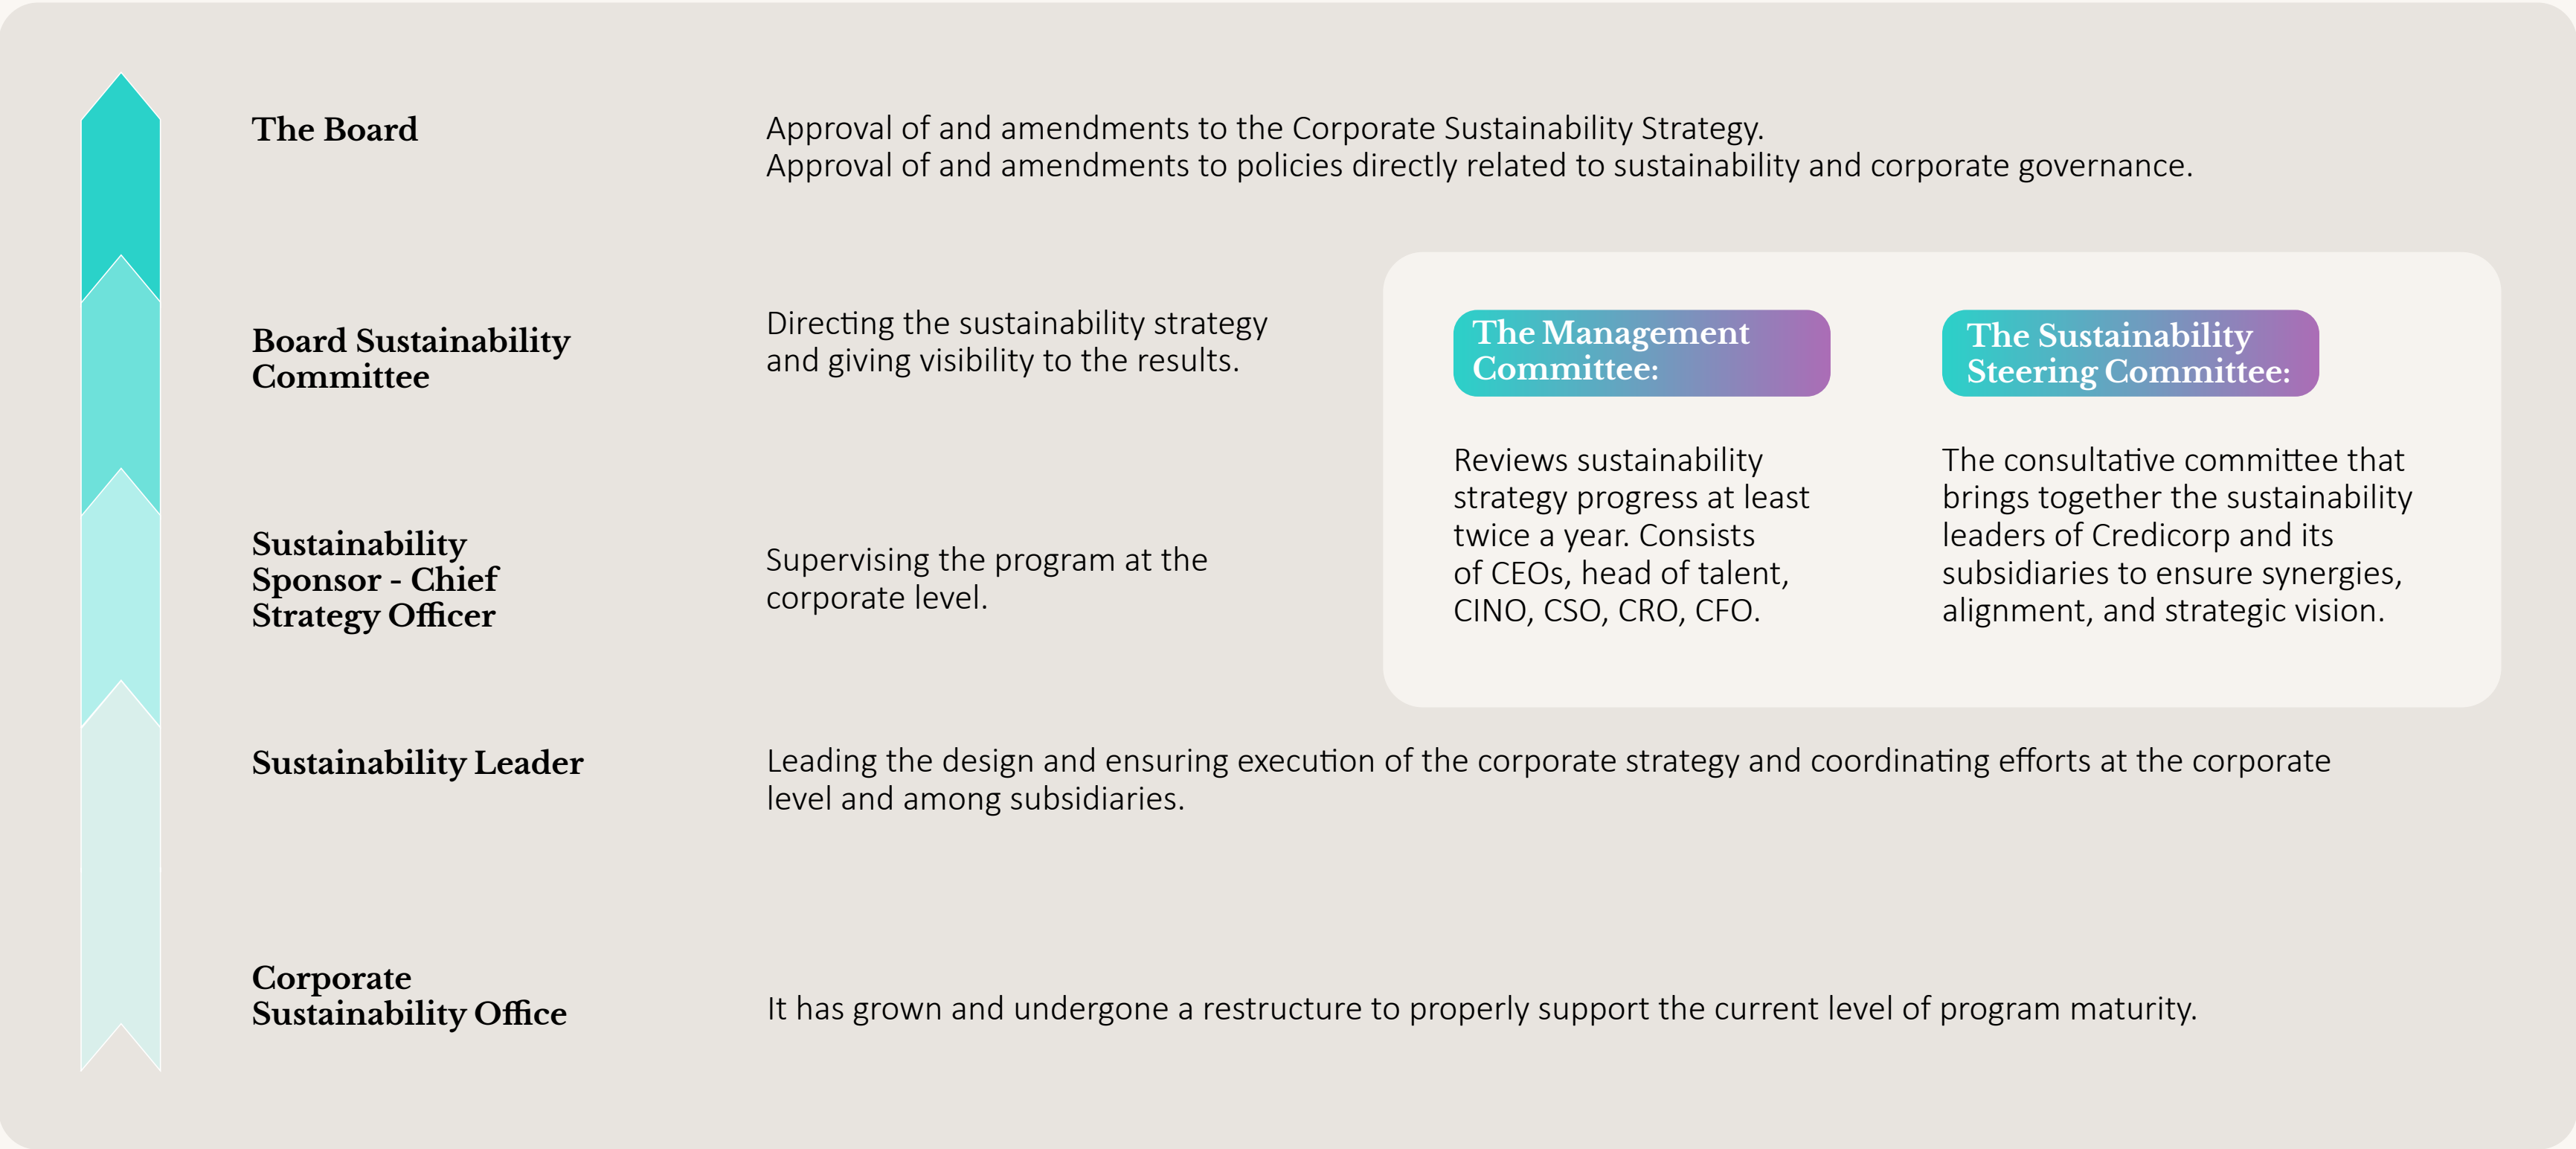 The Board
Approval of and amendments to the Corporate Sustainability Strategy.
Approval of and amendments to policies directly related to sustainability and corporate governance.
Board Sustainability
Committee
Directing the sustainability strategy
and giving visibility to the results.
Sustainability
Sponsor - Chief
Strategy Officer
Supervising the program at the
corporate level.
The Management
Committee:
Reviews sustainability
strategy progress at least
twice a year. Consists
of CEOs, head of talent,
CINO, CSO, CRO, CFO.
The Sustainability
Steering Committee:
The consultative committee that
brings together the sustainability
leaders of Credicorp and its
subsidiaries to ensure synergies,
alignment, and strategic vision.
Sustainability Leader
Leading the design and ensuring execution of the corporate strategy and coordinating efforts at the corporate
level and among subsidiaries.
Corporate
Sustainability Office
It has grown and undergone a restructure to properly support the current level of program maturity.